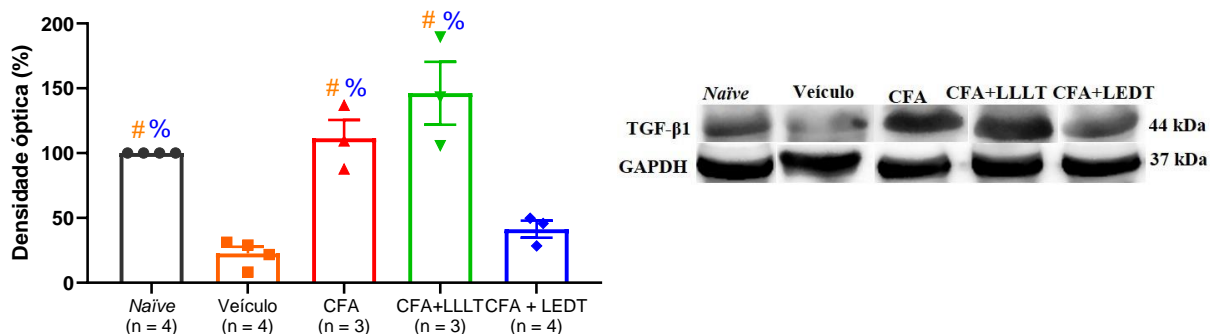 Densidade óptica (%)
200
150
100
50
0
# %
# %
# %
Naïve
(n = 4)
Veículo
(n = 4)
CFA
(n = 3)
CFA+LLLT
(n = 3)
CFA + LEDT
(n = 4)
Naïve Veículo CFA CFA+LLLT CFA+LEDT
TGF-β1 44 kDa
GAPDH 37 kDa